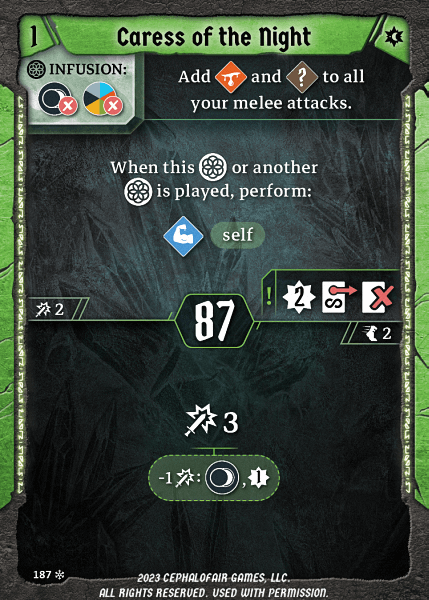 1
Caress of the Night
INFUSION:
Add and ? to all
your melee attacks.
When this or another
is played, perform:
self
2
87
! 2
2
3
-1 : , 1
187
2023 CEPHALOFAIR GAMES, LLC.
ALL RIGHTS RESERVED. USED WITH PERMISSION.